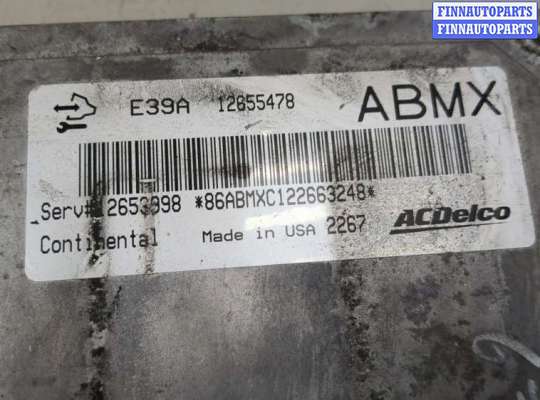 FINNAUTOPARTS
FINNAUTOPARTS
E39A 12655478 ABMX
Serv# 12653998 *86ABMXC122663248*
Continental Made in USA 2267 ACDelco